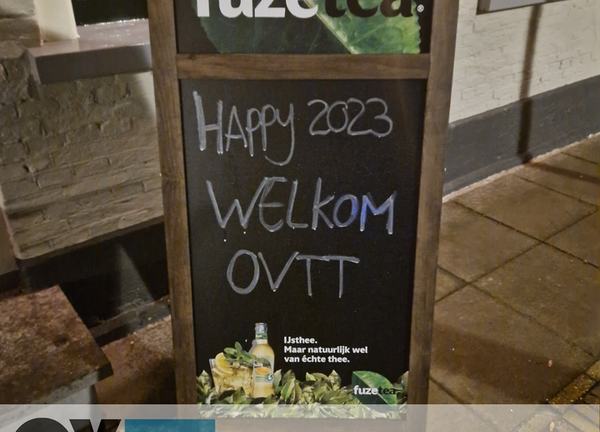 fuzetea®
HAPPY 2023
WELKOM
OVTT
IJsthee.
Maar natuurlijk wel
van échte thee.
fuzetea